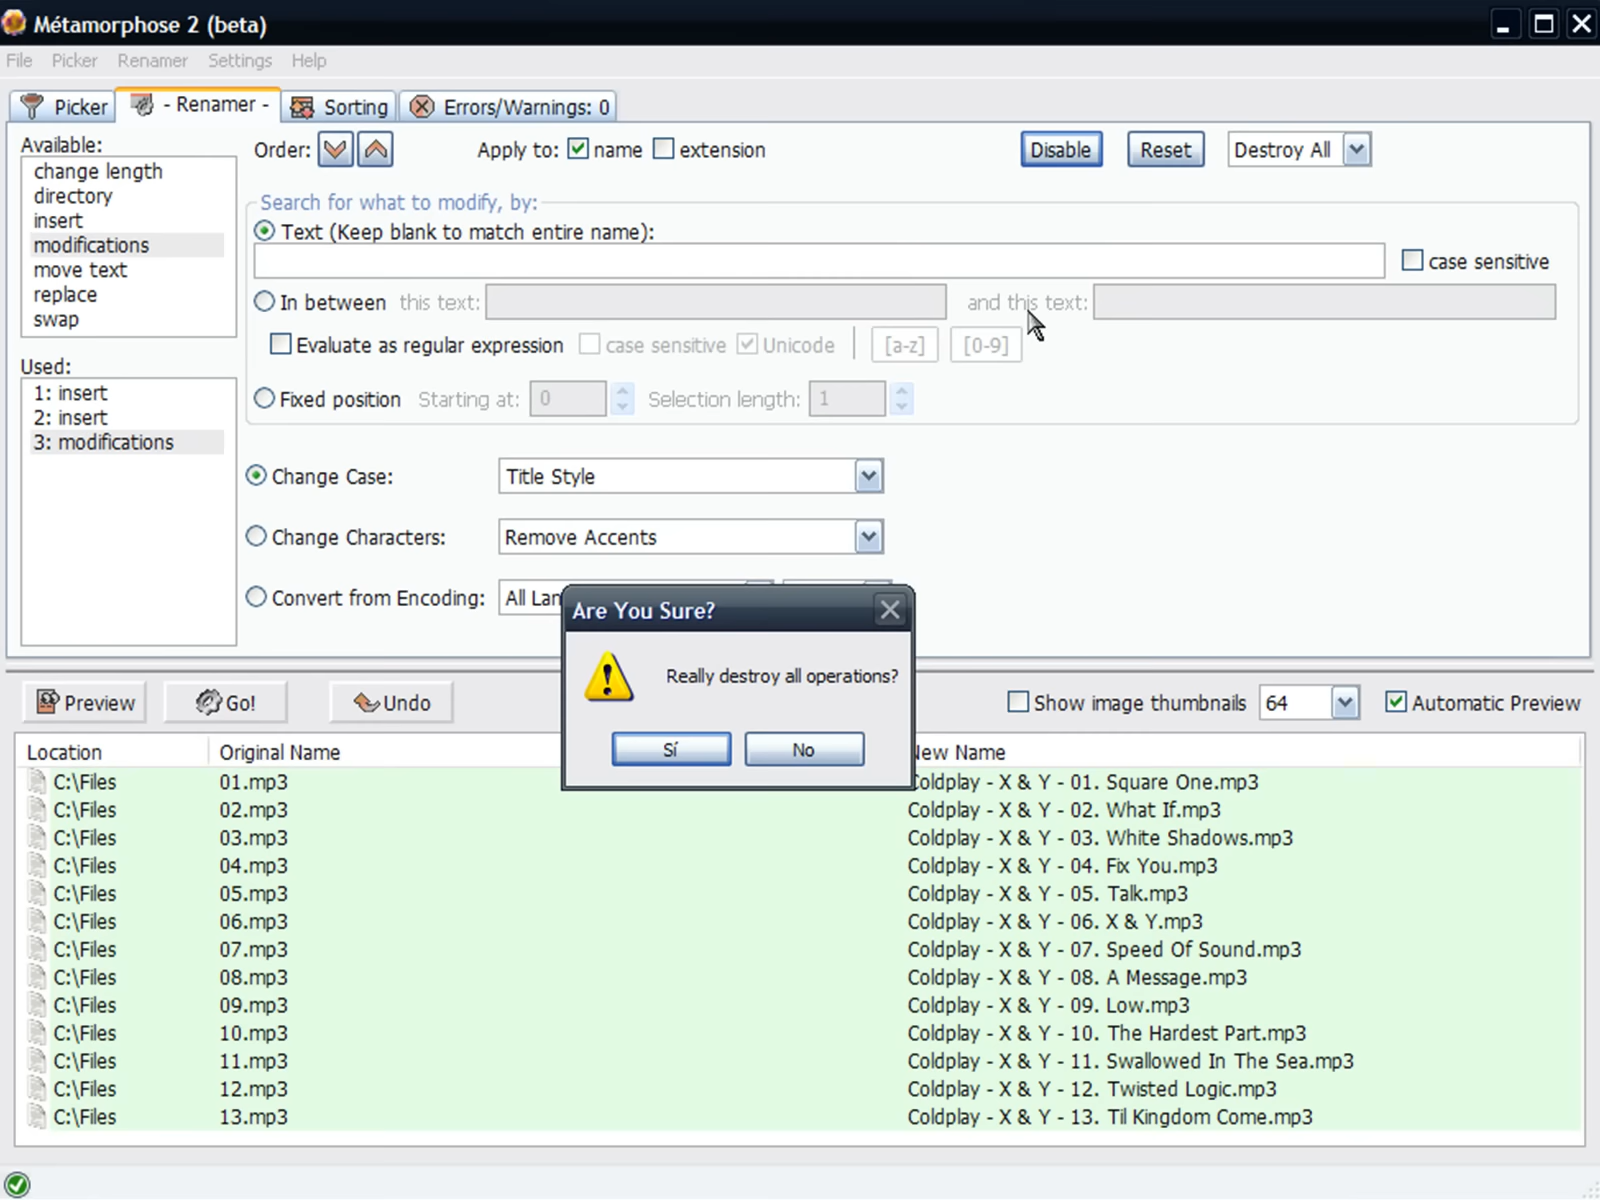 Métamorphose 2 (beta)
File Picker Renamer Settings Help
Picker - Renamer - Sorting Errors/Warnings: 0
Available:
change length
directory
insert
modifications
move text
replace
swap
Used:
1: insert
2: insert
3: modifications
Order: Apply to: name extension Disable Reset Destroy All
Search for what to modify, by:
Text (Keep blank to match entire name):
case sensitive
In between this text: and this text:
Evaluate as regular expression case sensitive Unicode [a-z] [0-9]
Fixed position Starting at: 0 Selection length: 1
Change Case: Title Style
Change Characters: Remove Accents
Convert from Encoding: All
Are You Sure?
Really destroy all operations?
Sí No
Preview Go! Undo Show image thumbnails 64 Automatic Preview
Location Original Name New Name
C:\Files 01.mp3 Coldplay - X & Y - 01. Square One.mp3
C:\Files 02.mp3 Coldplay - X & Y - 02. What If.mp3
C:\Files 03.mp3 Coldplay - X & Y - 03. White Shadows.mp3
C:\Files 04.mp3 Coldplay - X & Y - 04. Fix You.mp3
C:\Files 05.mp3 Coldplay - X & Y - 05. Talk.mp3
C:\Files 06.mp3 Coldplay - X & Y - 06. X & Y.mp3
C:\Files 07.mp3 Coldplay - X & Y - 07. Speed Of Sound.mp3
C:\Files 08.mp3 Coldplay - X & Y - 08. A Message.mp3
C:\Files 09.mp3 Coldplay - X & Y - 09. Low.mp3
C:\Files 10.mp3 Coldplay - X & Y - 10. The Hardest Part.mp3
C:\Files 11.mp3 Coldplay - X & Y - 11. Swallowed In The Sea.mp3
C:\Files 12.mp3 Coldplay - X & Y - 12. Twisted Logic.mp3
C:\Files 13.mp3 Coldplay - X & Y - 13. Til Kingdom Come.mp3